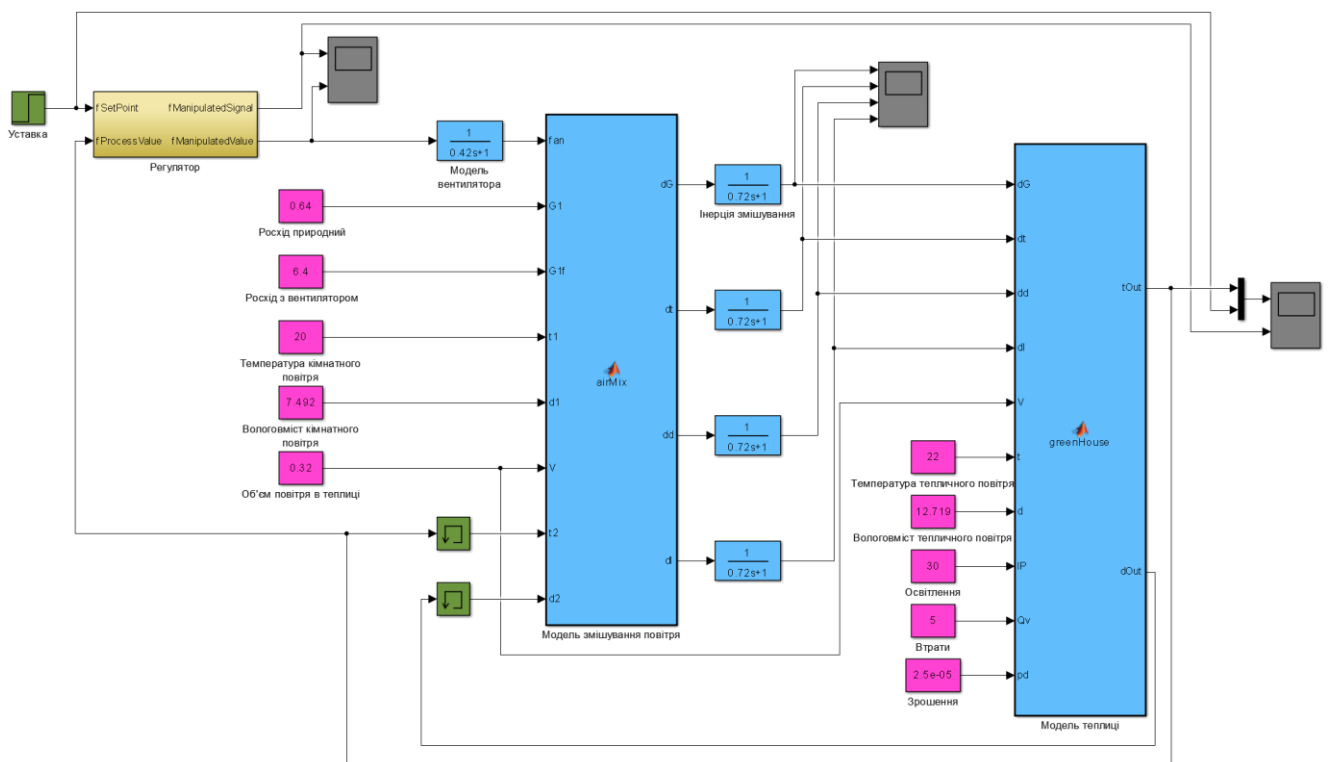 Уставка
fSetPoint
fManipulatedSignal
fProcessValue
fManipulatedValue
Регулятор
1
0.42s+1
Модель
вентилятора
0.64
Росхід природний
6.4
Росхід з вентилятором
20
Температура кімнатного
повітря
7.492
Вологовміст кімнатного
повітря
0.32
Об'єм повітря в теплиці
fan
G1
G1f
t1
d1
V
t2
d2
airMix
dG
dt
dd
dI
Модель змішування повітря
1
0.72s+1
Інерція змішування
1
0.72s+1
1
0.72s+1
1
0.72s+1
22
Температура тепличного повітря
12.719
Вологовміст тепличного повітря
30
Освітлення
5
Втрати
2.5e-05
Зрошення
dG
dt
dd
dI
V
t
d
IP
Qv
pd
greenHouse
tOut
dOut
Модель теплиці